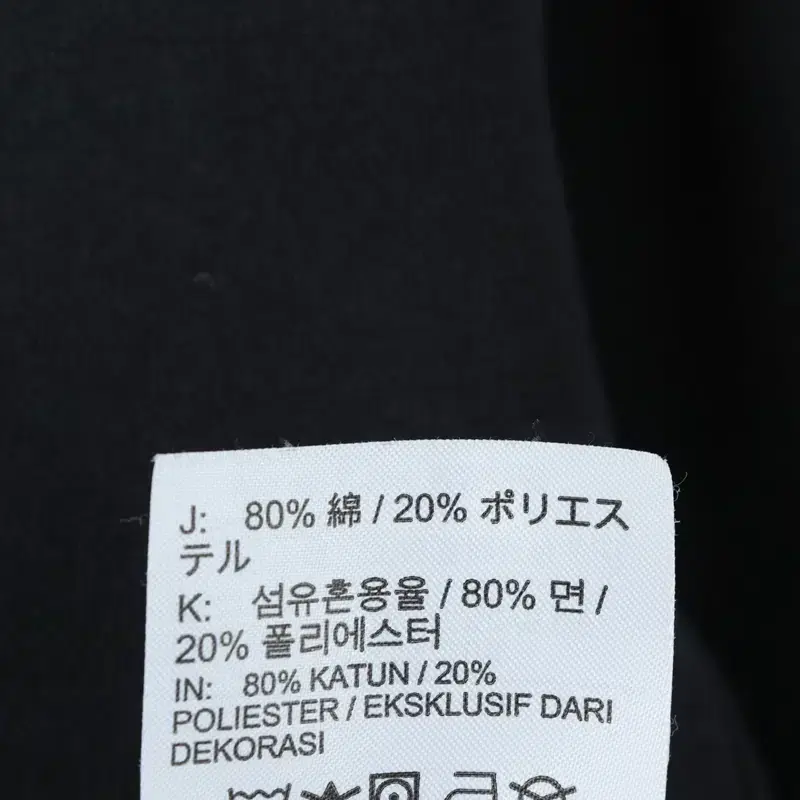 J: 80% 綿 / 20% ポリエス
テル
K: 섬유혼용율 / 80% 면 /
20% 폴리에스터
IN: 80% KATUN / 20%
POLIESTER / EKSKLUSIF DARI
DEKORASI